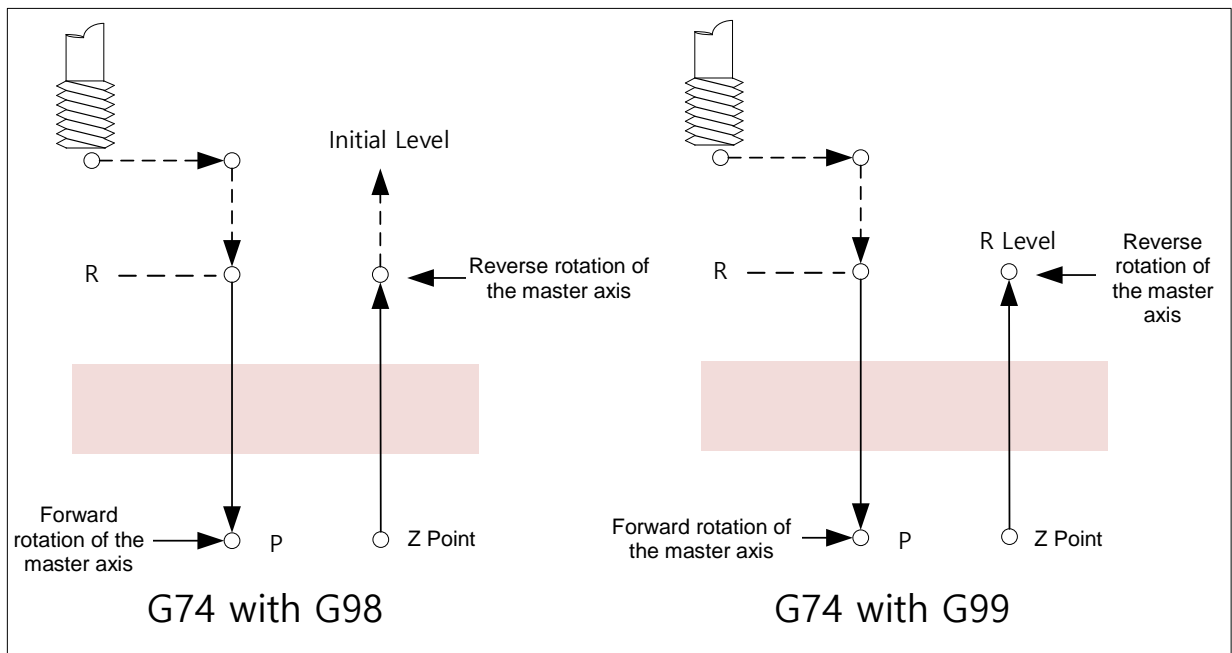 Initial Level
R
Reverse rotation of
the master axis
Forward
rotation of the
master axis
P
Z Point
G74 with G98
R Level
R
Reverse
rotation of
the master
axis
Forward rotation of
the master axis
P
Z Point
G74 with G99